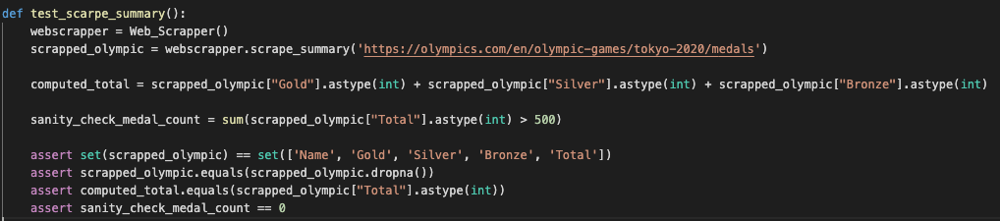 def test_scarpe_summary():
    webscrapper = Web_Scrapper()
    scrapped_olympic = webscrapper.scrape_summary('https://olympics.com/en/olympic-games/tokyo-2020/medals')
    computed_total = scrapped_olympic["Gold"].astype(int) + scrapped_olympic["Silver"].astype(int) + scrapped_olympic["Bronze"].astype(int)
    sanity_check_medal_count = sum(scrapped_olympic["Total"].astype(int) > 500)
    assert set(scrapped_olympic) == set(['Name', 'Gold', 'Silver', 'Bronze', 'Total'])
    assert scrapped_olympic.equals(scrapped_olympic.dropna())
    assert computed_total.equals(scrapped_olympic["Total"].astype(int))
    assert sanity_check_medal_count == 0